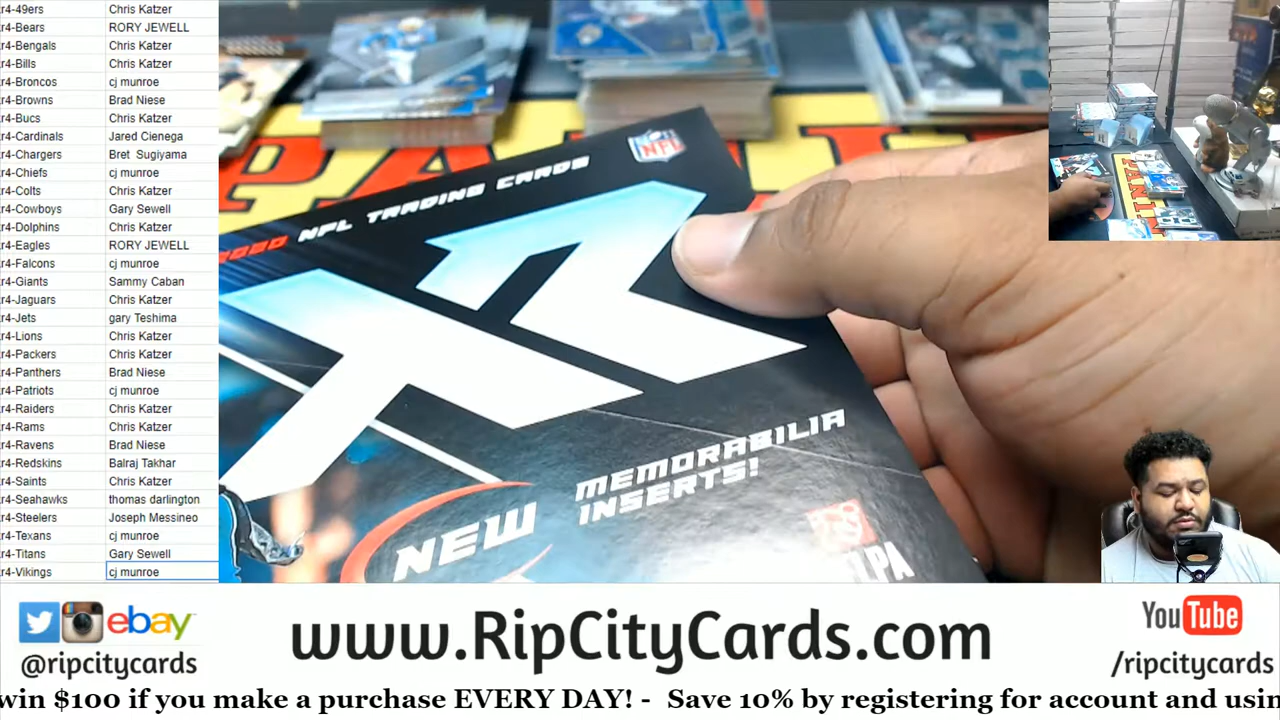 r4-49ers Chris Katzer
r4-Bears RORY JEWELL
r4-Bengals Chris Katzer
r4-Bills Chris Katzer
r4-Broncos cj munroe
r4-Browns Brad Niese
r4-Bucs Chris Katzer
r4-Cardinals Jared Cienega
r4-Chargers Bret Sugiyama
r4-Chiefs cj munroe
r4-Colts Chris Katzer
r4-Cowboys Gary Sewell
r4-Dolphins Chris Katzer
r4-Eagles RORY JEWELL
r4-Falcons cj munroe
r4-Giants Sammy Caban
r4-Jaguars Chris Katzer
r4-Jets gary Teshima
r4-Lions Chris Katzer
r4-Packers Chris Katzer
r4-Panthers Brad Niese
r4-Patriots cj munroe
r4-Raiders Chris Katzer
r4-Rams Chris Katzer
r4-Ravens Brad Niese
r4-Redskins Balraj Takhar
r4-Saints Chris Katzer
r4-Seahawks thomas darlington
r4-Steelers Joseph Messineo
r4-Texans cj munroe
r4-Titans Gary Sewell
r4-Vikings cj munroe
PANINI
NFL
2020 NFL TRADING CARDS
XR
MEMORABILIA
INSERTS!
NEW
LPA
ebay
@ripcitycards
www.RipCityCards.com
YouTube
/ripcitycards
win $100 if you make a purchase EVERY DAY! - Save 10% by registering for account and usin